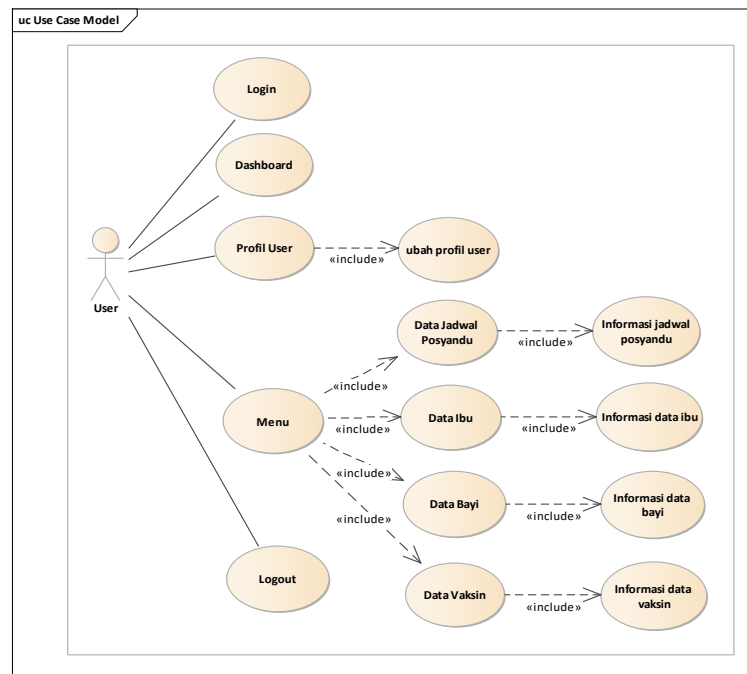 uc Use Case Model
Login
Dashboard
Profil User
«include»
ubah profil user
User
Data Jadwal
Posyandu
«include»
Informasi jadwal
posyandu
«include»
Menu
«include»
Data Ibu
«include»
Informasi data ibu
«include»
Data Bayi
«include»
Informasi data
bayi
«include»
Logout
Data Vaksin
«include»
Informasi data
vaksin